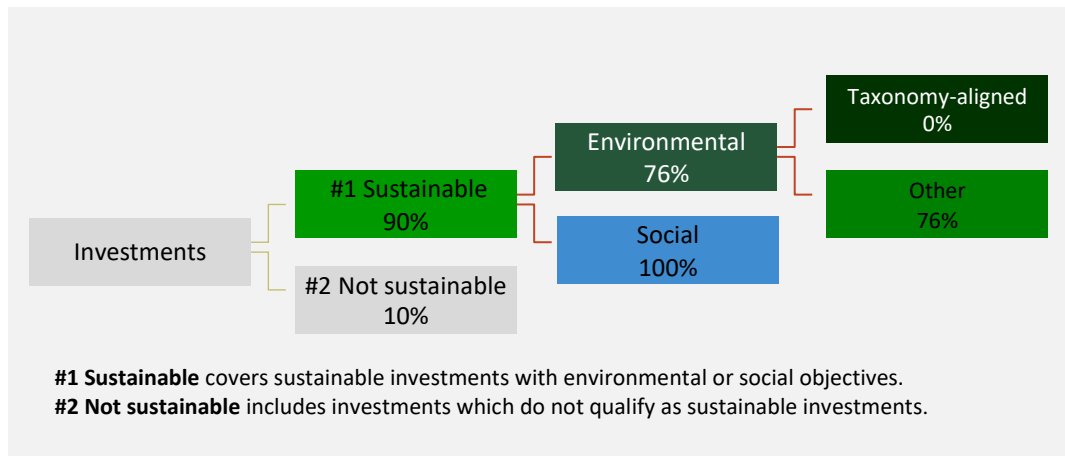 Investments
#1 Sustainable
90%
#2 Not sustainable
10%
Environmental
76%
Social
100%
Taxonomy-aligned
0%
Other
76%
#1 Sustainable covers sustainable investments with environmental or social objectives.
#2 Not sustainable includes investments which do not qualify as sustainable investments.